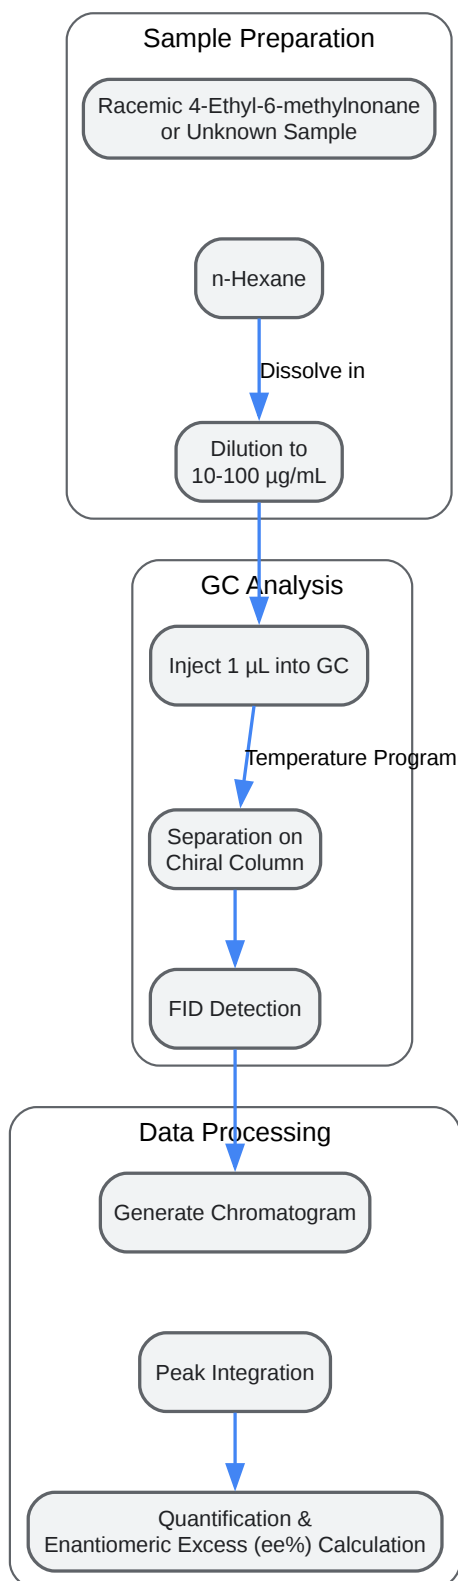 Sample Preparation
Racemic 4-Ethyl-6-methylnonane
or Unknown Sample
n-Hexane
Dissolve in
Dilution to
10-100 µg/mL
GC Analysis
Inject 1 µL into GC
Temperature Program
Separation on
Chiral Column
FID Detection
Data Processing
Generate Chromatogram
Peak Integration
Quantification &
Enantiomeric Excess (ee%) Calculation